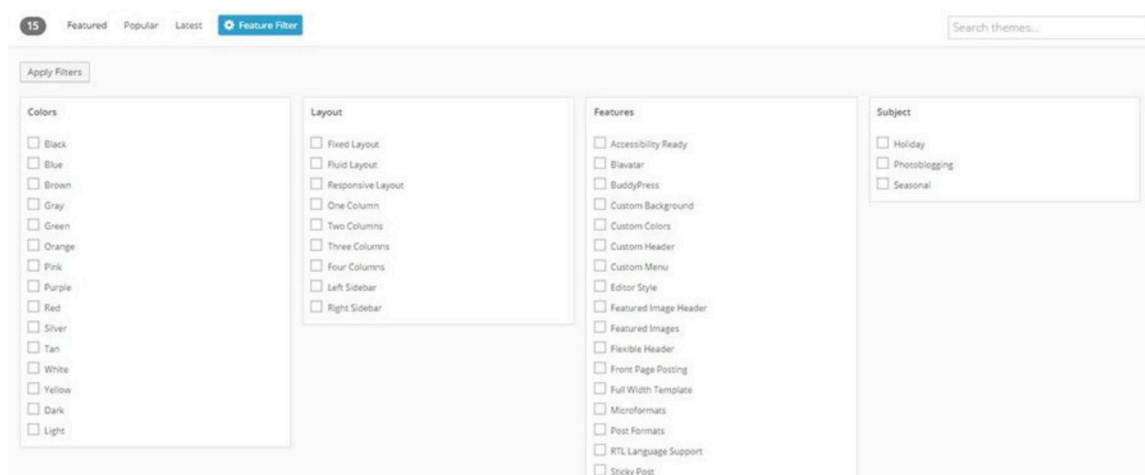 15 Featured Popular Latest Feature Filter Search themes...
Apply Filters
Colors
Black
Blue
Brown
Gray
Green
Orange
Pink
Purple
Red
Silver
Tan
White
Yellow
Dark
Light
Layout
Fixed Layout
Fluid Layout
Responsive Layout
One Column
Two Columns
Three Columns
Four Columns
Left Sidebar
Right Sidebar
Features
Accessibility Ready
Blavatar
BuddyPress
Custom Background
Custom Colors
Custom Header
Custom Menu
Editor Style
Featured Image Header
Featured Images
Flexible Header
Front Page Posting
Full Width Template
Microformats
Post Formats
RTL Language Support
Sticky Post
Subject
Holiday
Photoblogging
Seasonal